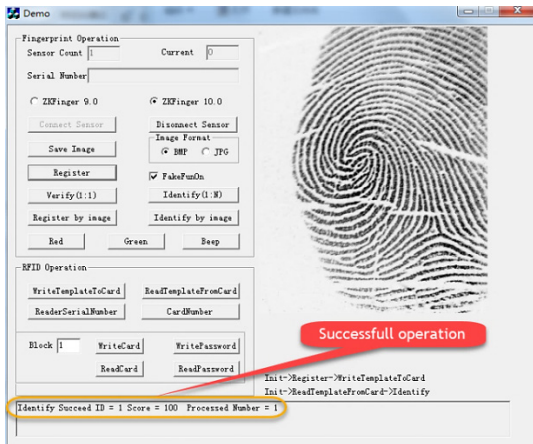 Demo
Fingerprint Operation
Sensor Count 1 Current 0
Serial Number
ZKFinger 9.0 ZKFinger 10.0
Connect Sensor Disonnect Sensor
Image Format
Save Image BMP JPG
Register FakeFunOn
Verify(1:1) Identify(1:N)
Register by image Identify by image
Red Green Beep
RFID Operation
WriteTemplateToCard ReadTemplateFromCard
ReaderSerialNumber CardNumber
Successfull operation
Block 1 WriteCard WritePassword
ReadCard ReadPassword
Init->Register->WriteTemplateToCard
Init->ReadTemplateFromCard->Identify
Identify Succeed ID = 1 Score = 100 Processed Number = 1